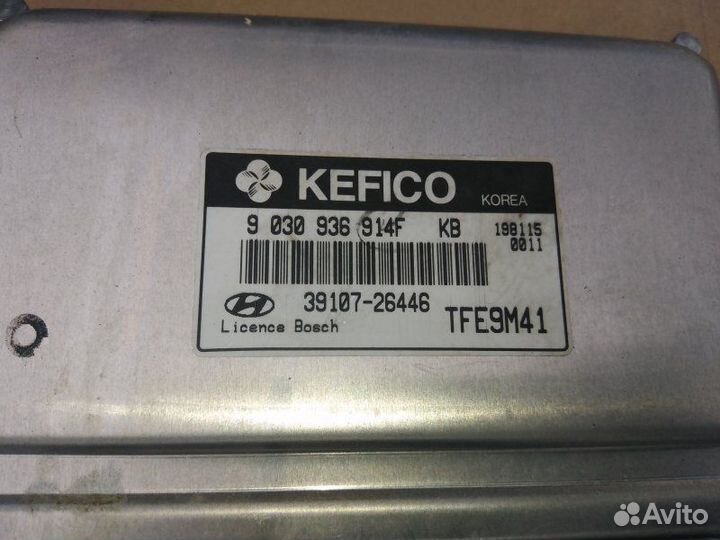 KEFICO KOREA
9 030 936 914F KB 198115
0011
39107-26446
Licence Bosch TFE9M41
Avito